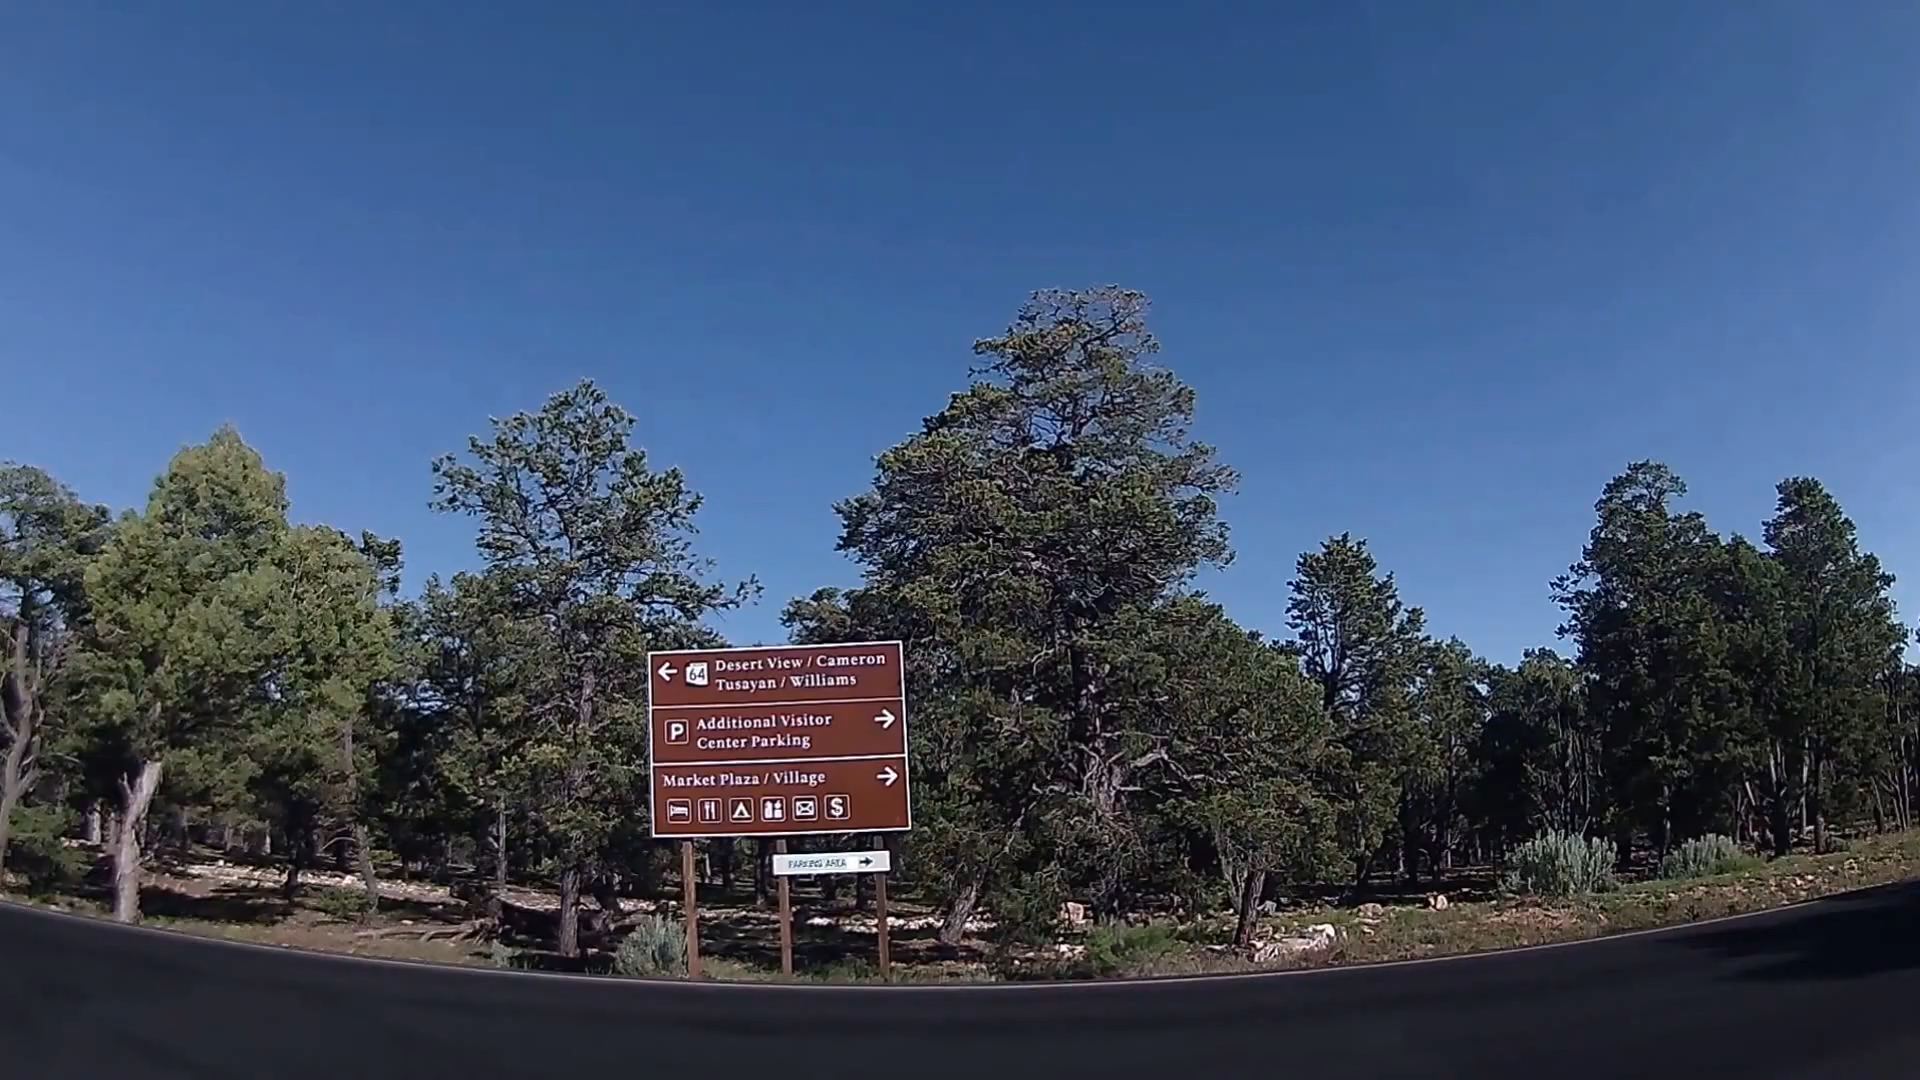 64
Desert View / Cameron
Tusayan / Williams
P
Additional Visitor
Center Parking
Market Plaza / Village
$
PARKING AREA